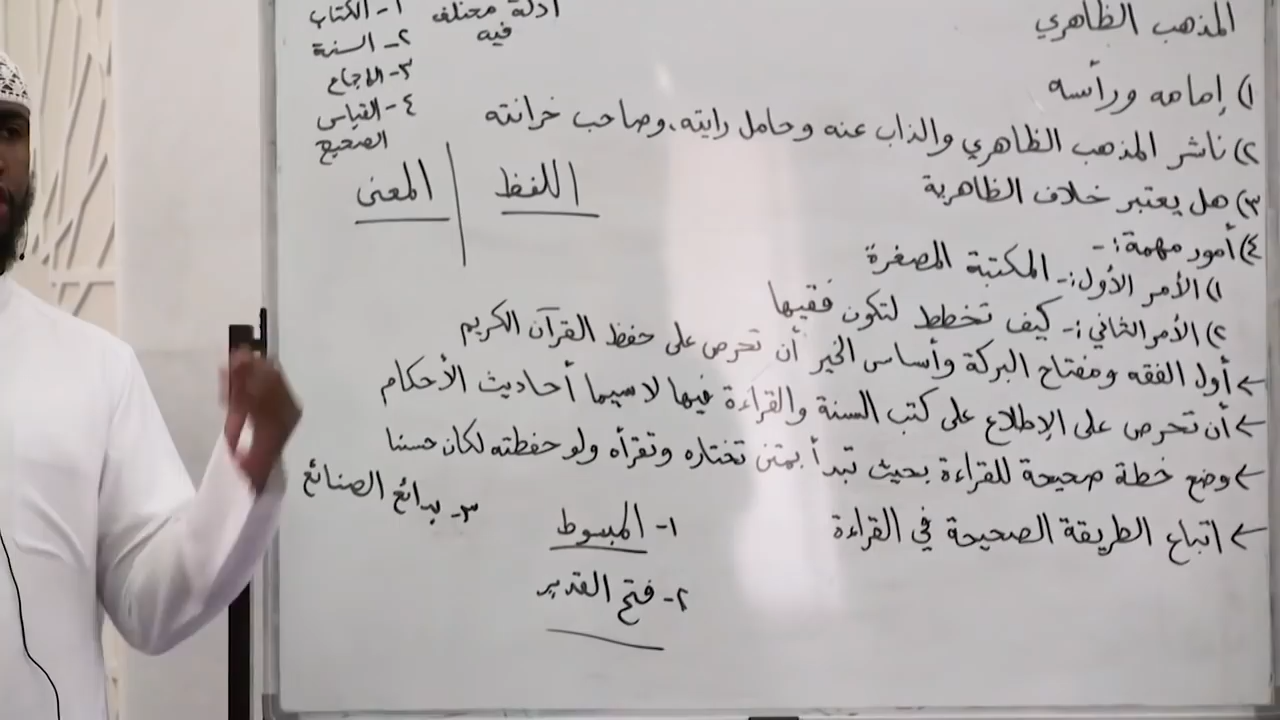 المذهب الظاهري
١) إمامه ورأسه
٢) ناشر المذهب الظاهري والذاب عنه وحامل رايته، وصاحب خزانته
٣) هل يعتبر خلاف الظاهرية
٤) أمور مهمة :-
١) الأمر الأول :- المكتبة المصغرة
٢) الأمر الثاني :- كيف تخطط لتكون فقيها
← أول الفقه ومفتاح البركة وأساس الخير أن تحرص على حفظ القرآن الكريم
← أن تحرص على الإطلاع على كتب السنة والقراءة فيها لا سيما أحاديث الأحكام
← وضع خطة صحيحة للقراءة بحيث تبدأ بمتن تختاره وتقرأه ولو حفظته لكان حسنا
← اتباع الطريقة الصحيحة في القراءة
أدلة مختلف
فيه
١- الكتاب
٢- السنة
٣- الإجماع
٤- القياس
الصحيح
اللفظ
المعنى
١- المبسوط
٢- فتح القدير
٣- بدائع الصنائع